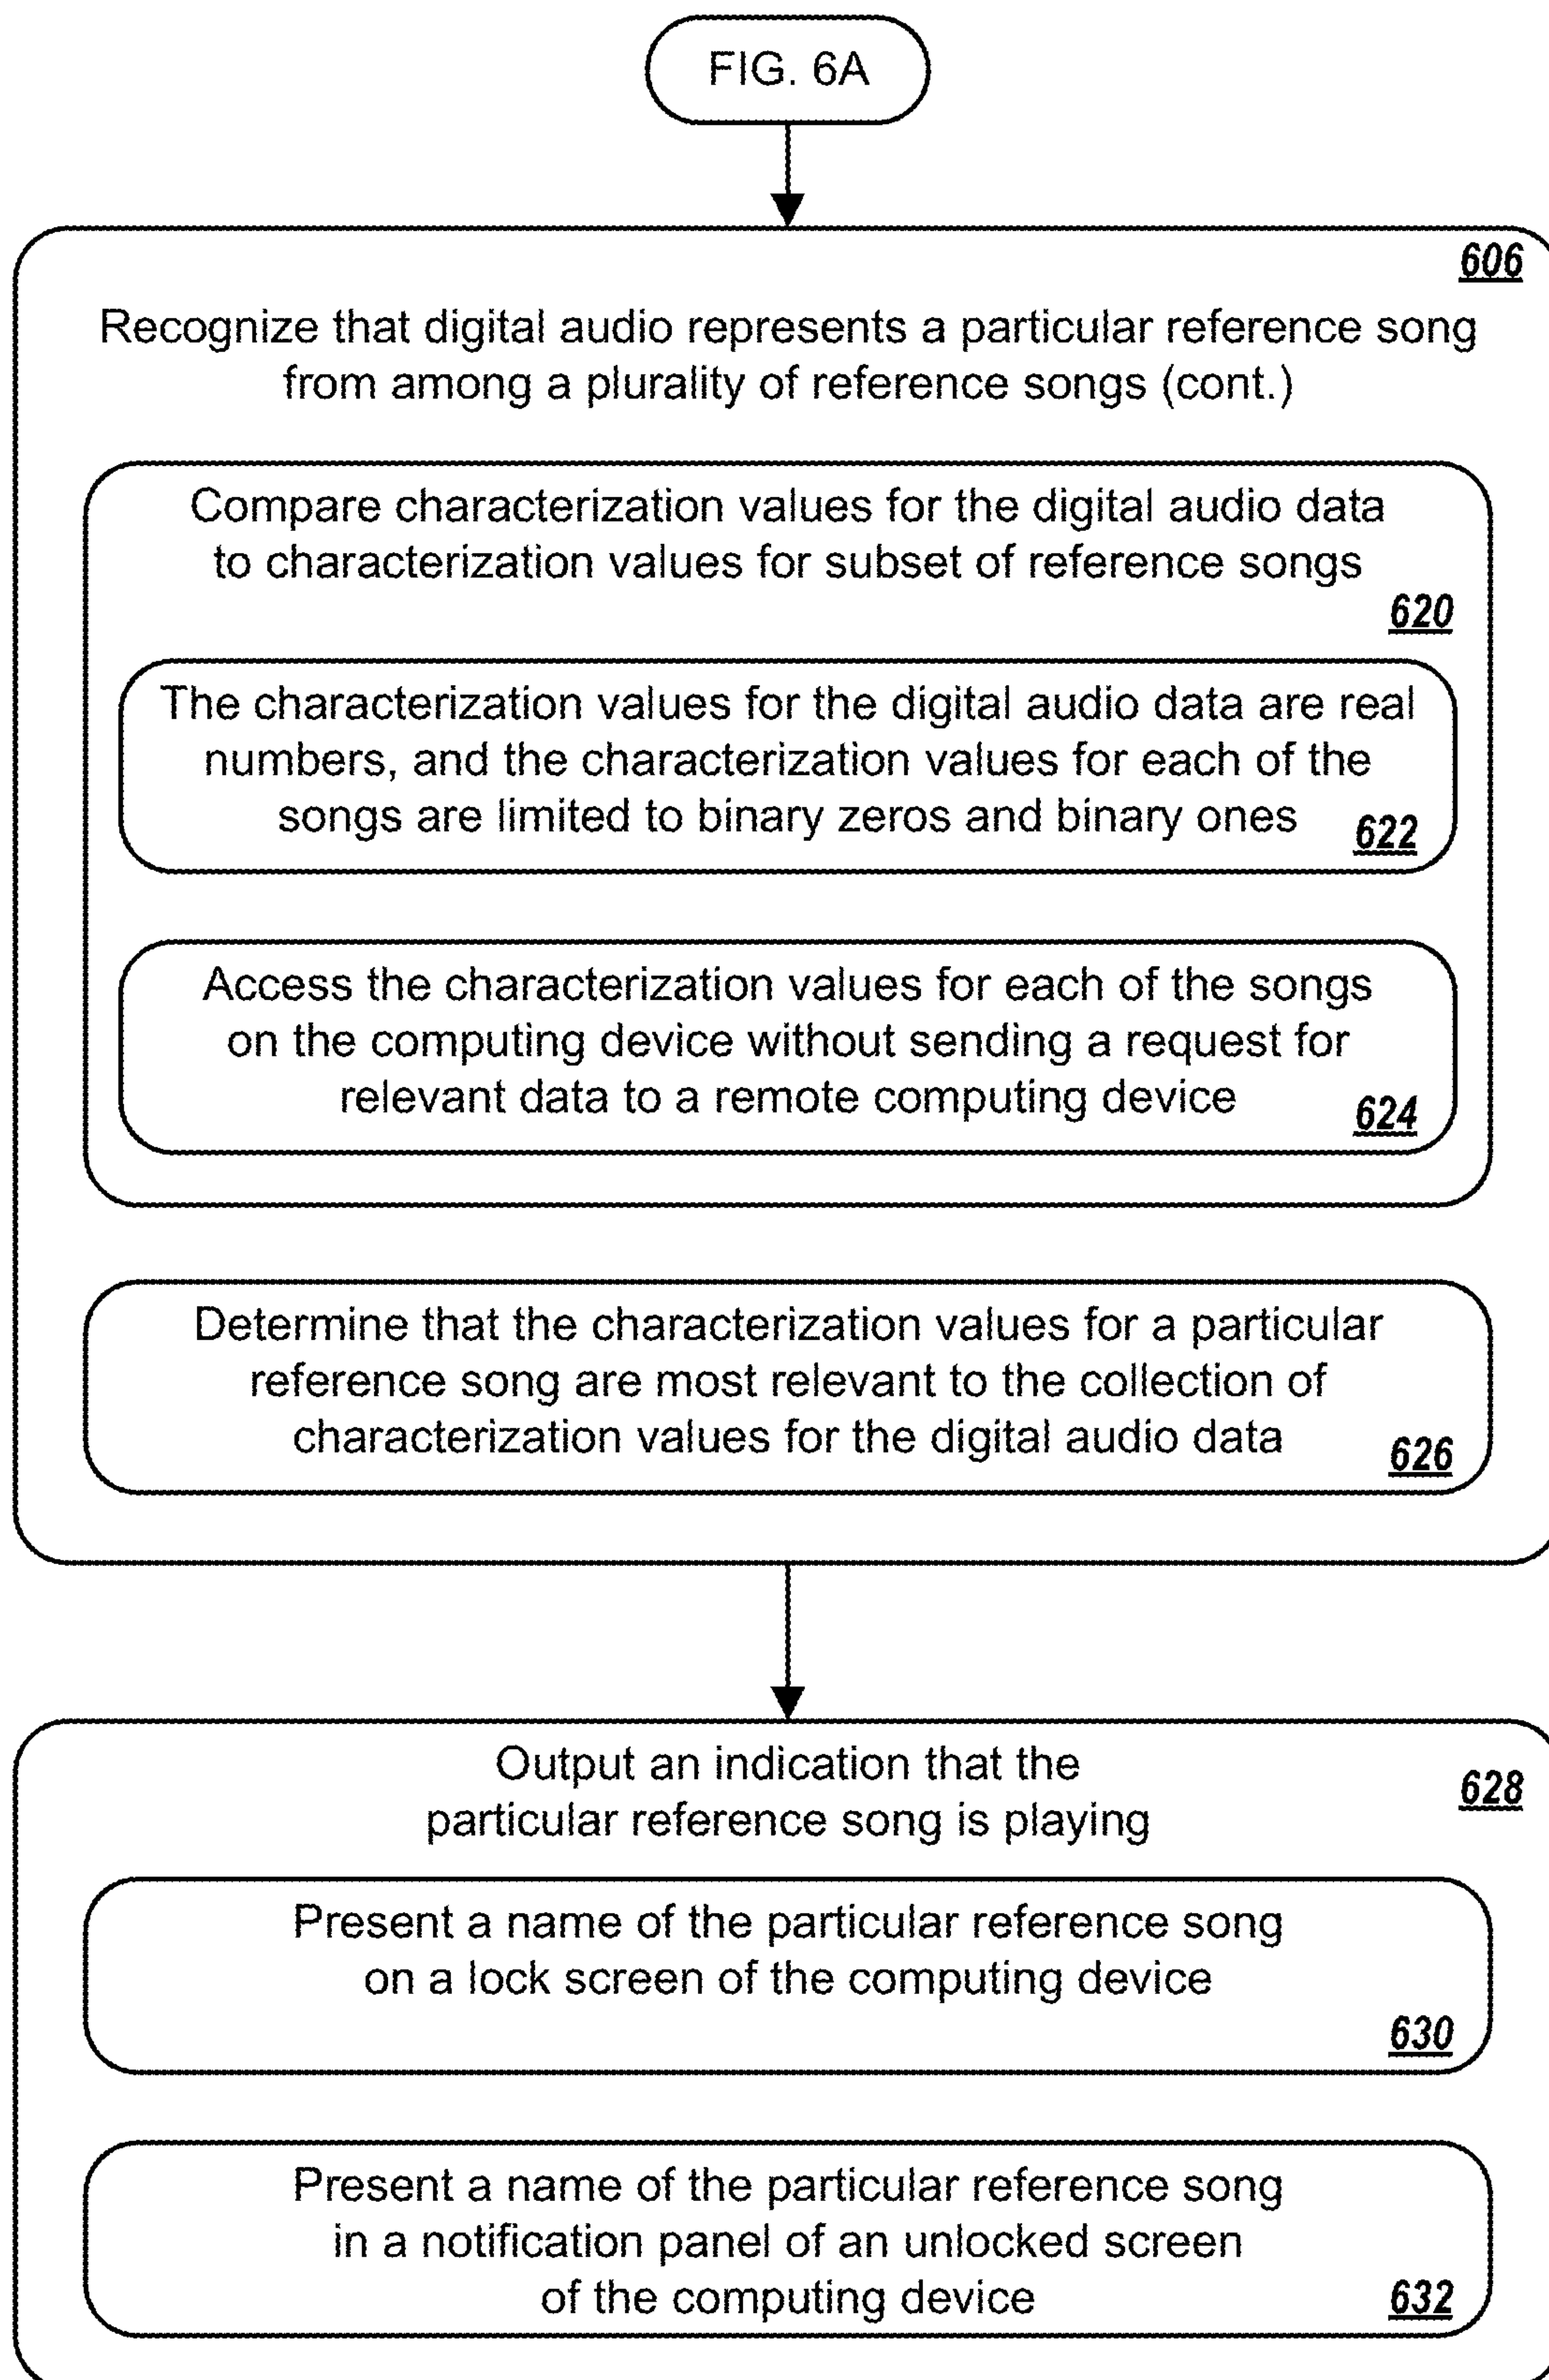 FIG. 6A
606
Recognize that digital audio represents a particular reference song
from among a plurality of reference songs (cont.)
Compare characterization values for the digital audio data
to characterization values for subset of reference songs
620
The characterization values for the digital audio data are real
numbers, and the characterization values for each of the
songs are limited to binary zeros and binary ones 622
Access the characterization values for each of the songs
on the computing device without sending a request for
relevant data to a remote computing device 624
Determine that the characterization values for a particular
reference song are most relevant to the collection of
characterization values for the digital audio data 626
Output an indication that the
628
particular reference song is playing
Present a name of the particular reference song
on a lock screen of the computing device
630
Present a name of the particular reference song
in a notification panel of an unlocked screen
of the computing device 632